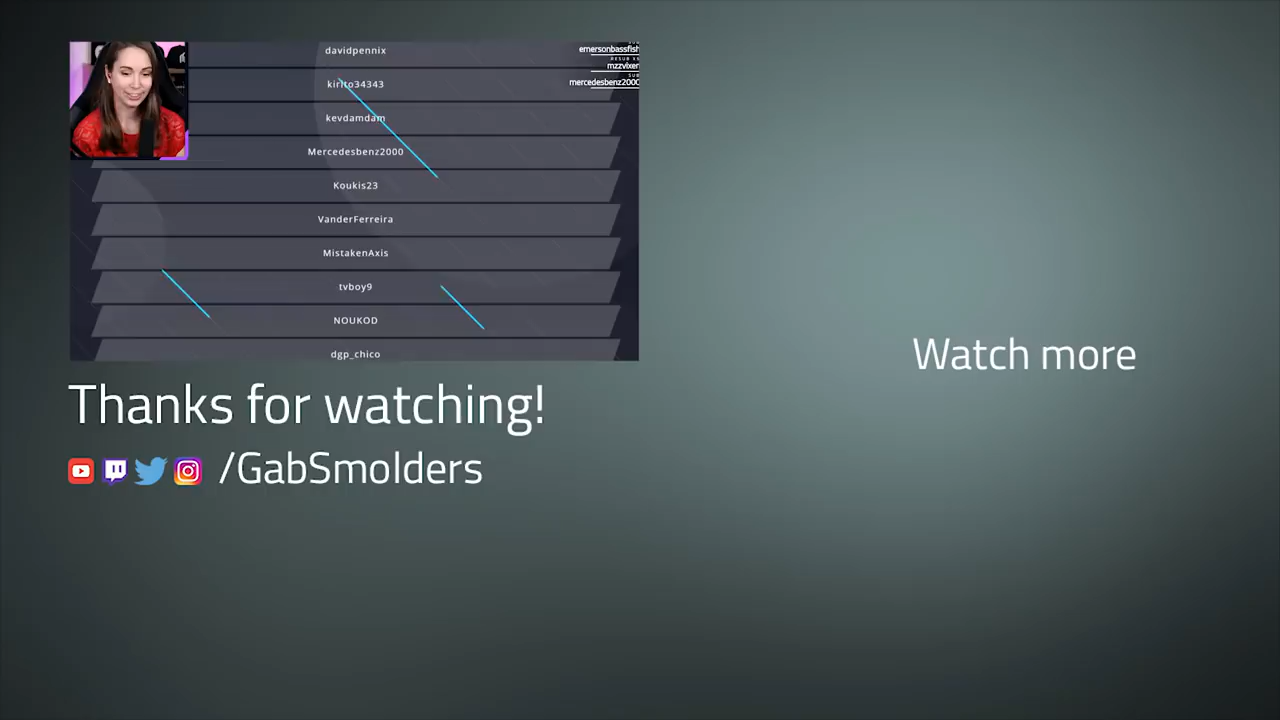 davidpennix
kirito34343
kevdamdam
Mercedesbenz2000
Koukis23
VanderFerreira
MistakenAxis
tvboy9
NOUKOD
dgp_chico
emersonbassfish
mzzvixen
SUB
mercedesbenz2000
Thanks for watching!
/GabSmolders
Watch more